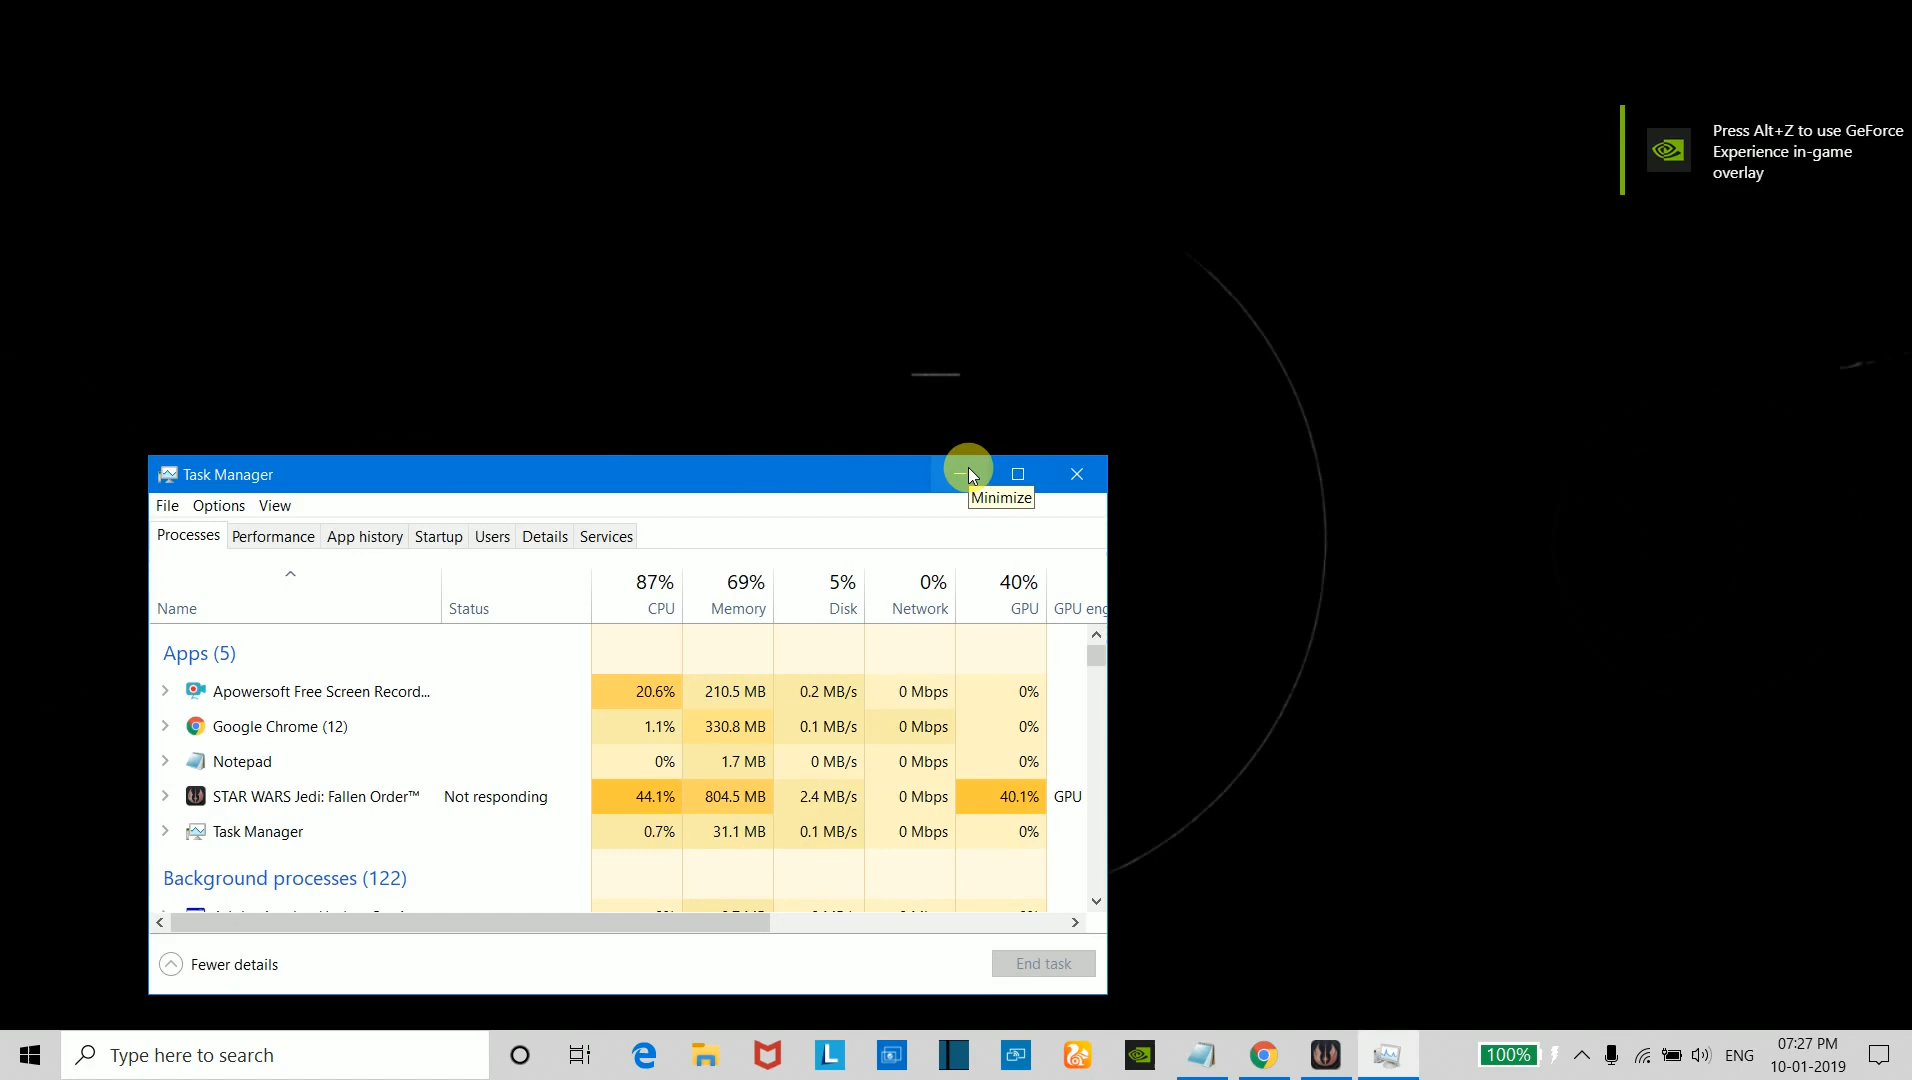 Press Alt+Z to use GeForce
Experience in-game
overlay
Task Manager
Minimize
File Options View
Processes Performance App history Startup Users Details Services
87% 69% 5% 0% 40%
Name Status CPU Memory Disk Network GPU GPU eng
Apps (5)
Apowersoft Free Screen Record... 20.6% 210.5 MB 0.2 MB/s 0 Mbps 0%
Google Chrome (12) 1.1% 330.8 MB 0.1 MB/s 0 Mbps 0%
Notepad 0% 1.7 MB 0 MB/s 0 Mbps 0%
STAR WARS Jedi: Fallen Order™ Not responding 44.1% 804.5 MB 2.4 MB/s 0 Mbps 40.1% GPU
Task Manager 0.7% 31.1 MB 0.1 MB/s 0 Mbps 0%
Background processes (122)
Fewer details End task
Type here to search
L
100%
ENG
07:27 PM
10-01-2019